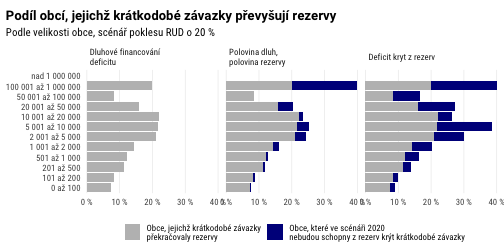 Podíl obcí, jejichž krátkodobé závazky převyšují rezervy
Podle velikosti obce, scénář poklesu RUD o 20 %
Dluhové financování
deficitu
Polovina dluh,
polovina rezervy
Deficit kryt z rezerv
nad 1 000 000
100 001 až 1 000 000
50 001 až 100 000
20 001 až 50 000
10 001 až 20 000
5 001 až 10 000
2 001 až 5 000
1 001 až 2 000
501 až 1 000
201 až 500
101 až 200
0 až 100
0 % 10 % 20 % 30 % 40 %
0 % 10 % 20 % 30 % 40 %
0 % 10 % 20 % 30 % 40 %
Obce, jejichž krátkodobé závazky
překračovaly rezervy
Obce, které ve scénáři 2020
nebudou schopny z rezerv krýt krátkodobé závazky